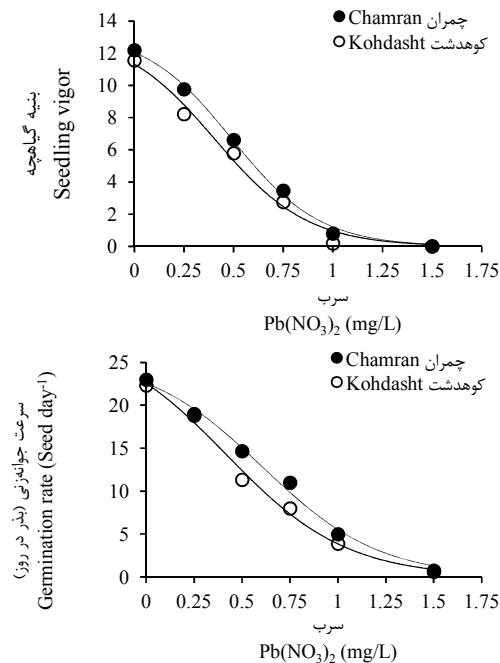 Chamran چمران
Kohdasht کوهدشت
14
12
10
8
6
4
2
0
بنیه گیاهچه
Seedling vigor
0 0.25 0.5 0.75 1 1.25 1.5 1.75
سرب
Pb(NO₃)₂ (mg/L)
Chamran چمران
Kohdasht کوهدشت
25
20
15
10
5
0
سرعت جوانه‌زنی (بذر در روز)
Germination rate (Seed day⁻¹)
0 0.25 0.5 0.75 1 1.25 1.5 1.75
سرب
Pb(NO₃)₂ (mg/L)